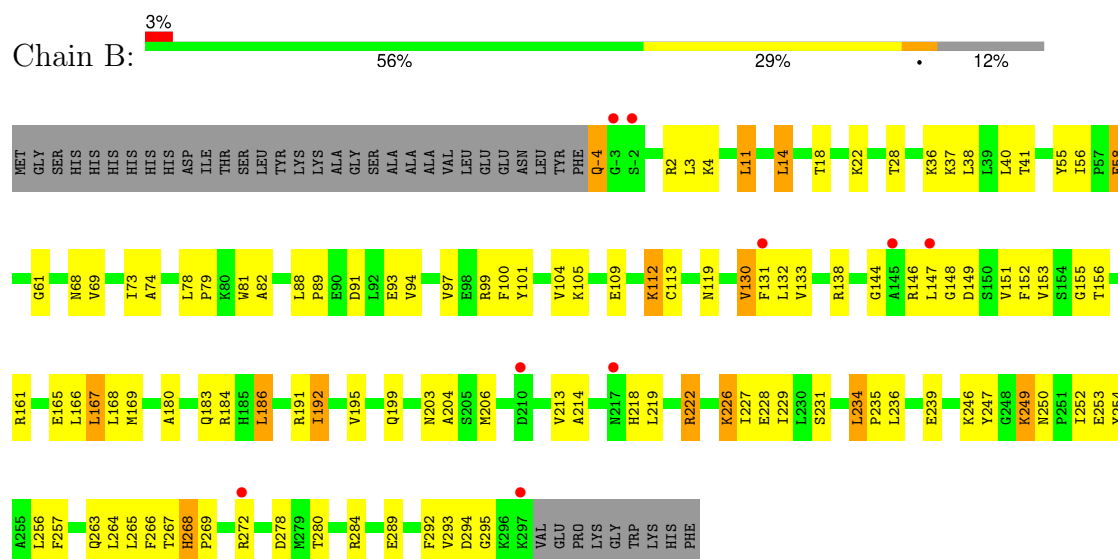 3%
Chain B:
56% 29% • 12%
MET GLY SER HIS HIS HIS HIS HIS HIS ASP ILE THR SER LEU TYR LYS LYS ALA GLY SER ALA ALA ALA VAL LEU GLU GLU ASN LEU TYR PHE Q-4 G-3 S-2 R2 L3 K4 L11 L14 T18 K22 T28 K36 K37 L38 L39 L40 T41 Y55 I56 P57
G61 N68 V69 I73 A74 L78 P79 K80 W81 A82 L88 P89 E90 D91 L92 E93 V94 V97 E98 R99 F100 Y101 V104 K105 E109 K112 C113 N119 V130 F131 L132 V133 R138 G144 A145 R146 L147 G148 D149 S150 V151 F152 V153 S154 G155 T156
R161 E165 L166 L167 L168 M169 A180 Q183 R184 H185 L186 R191 I192 V195 Q199 N203 A204 S205 M206 D210 V213 A214 N217 H218 L219 R222 K226 I227 E228 I229 L230 S231 L234 P235 L236 E239 K246 Y247 G248 K249 N250 P251 I252 E253 Y254
A255 L256 F257 Q263 L264 L265 F266 T267 H268 P269 R272 D278 M279 T280 R284 E289 F292 V293 D294 G295 K296 K297 VAL GLU PRO LYS GLY TRP LYS HIS PHE